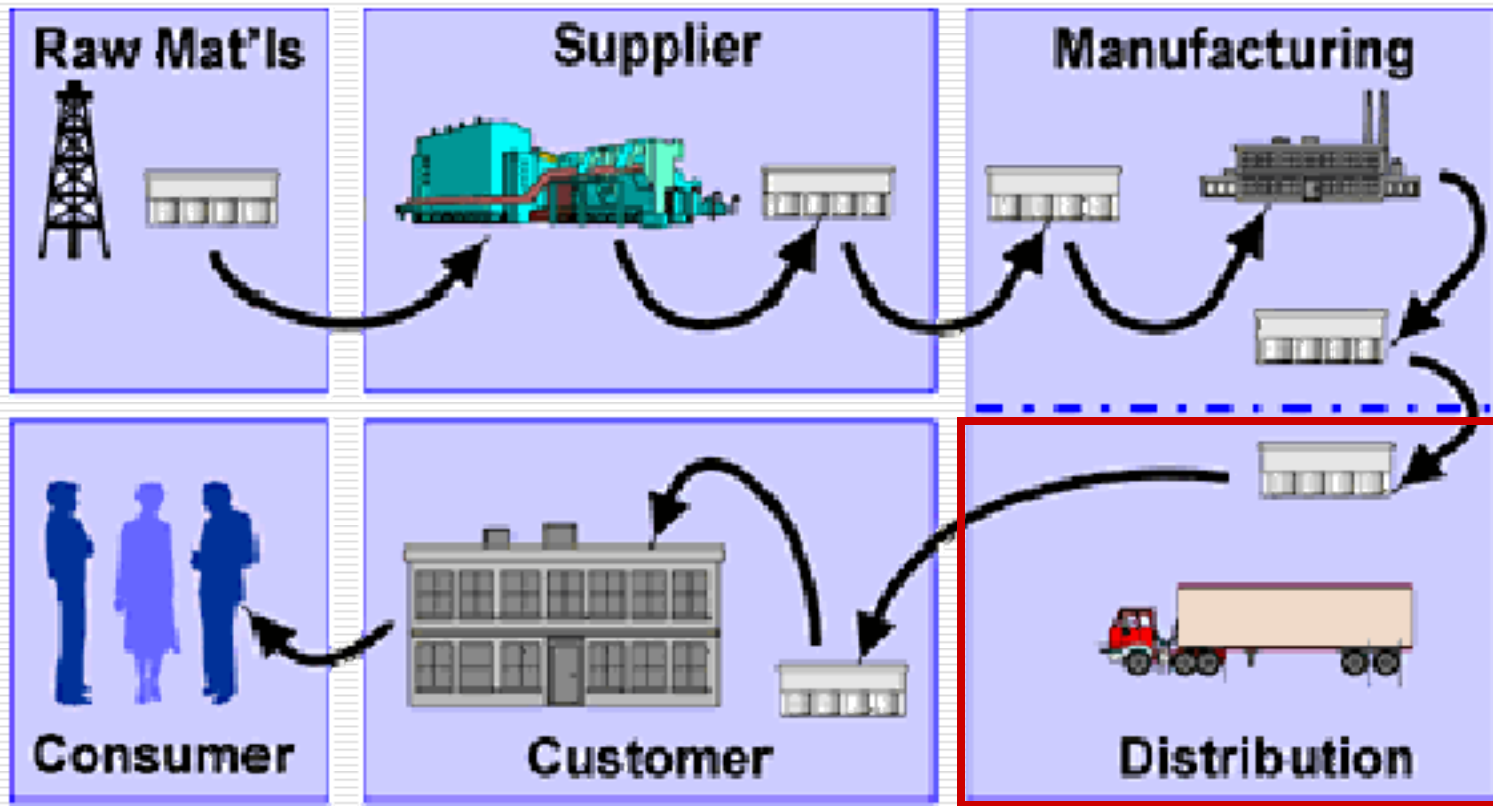 Raw Mat'ls
Supplier
Manufacturing
Consumer
Customer
Distribution